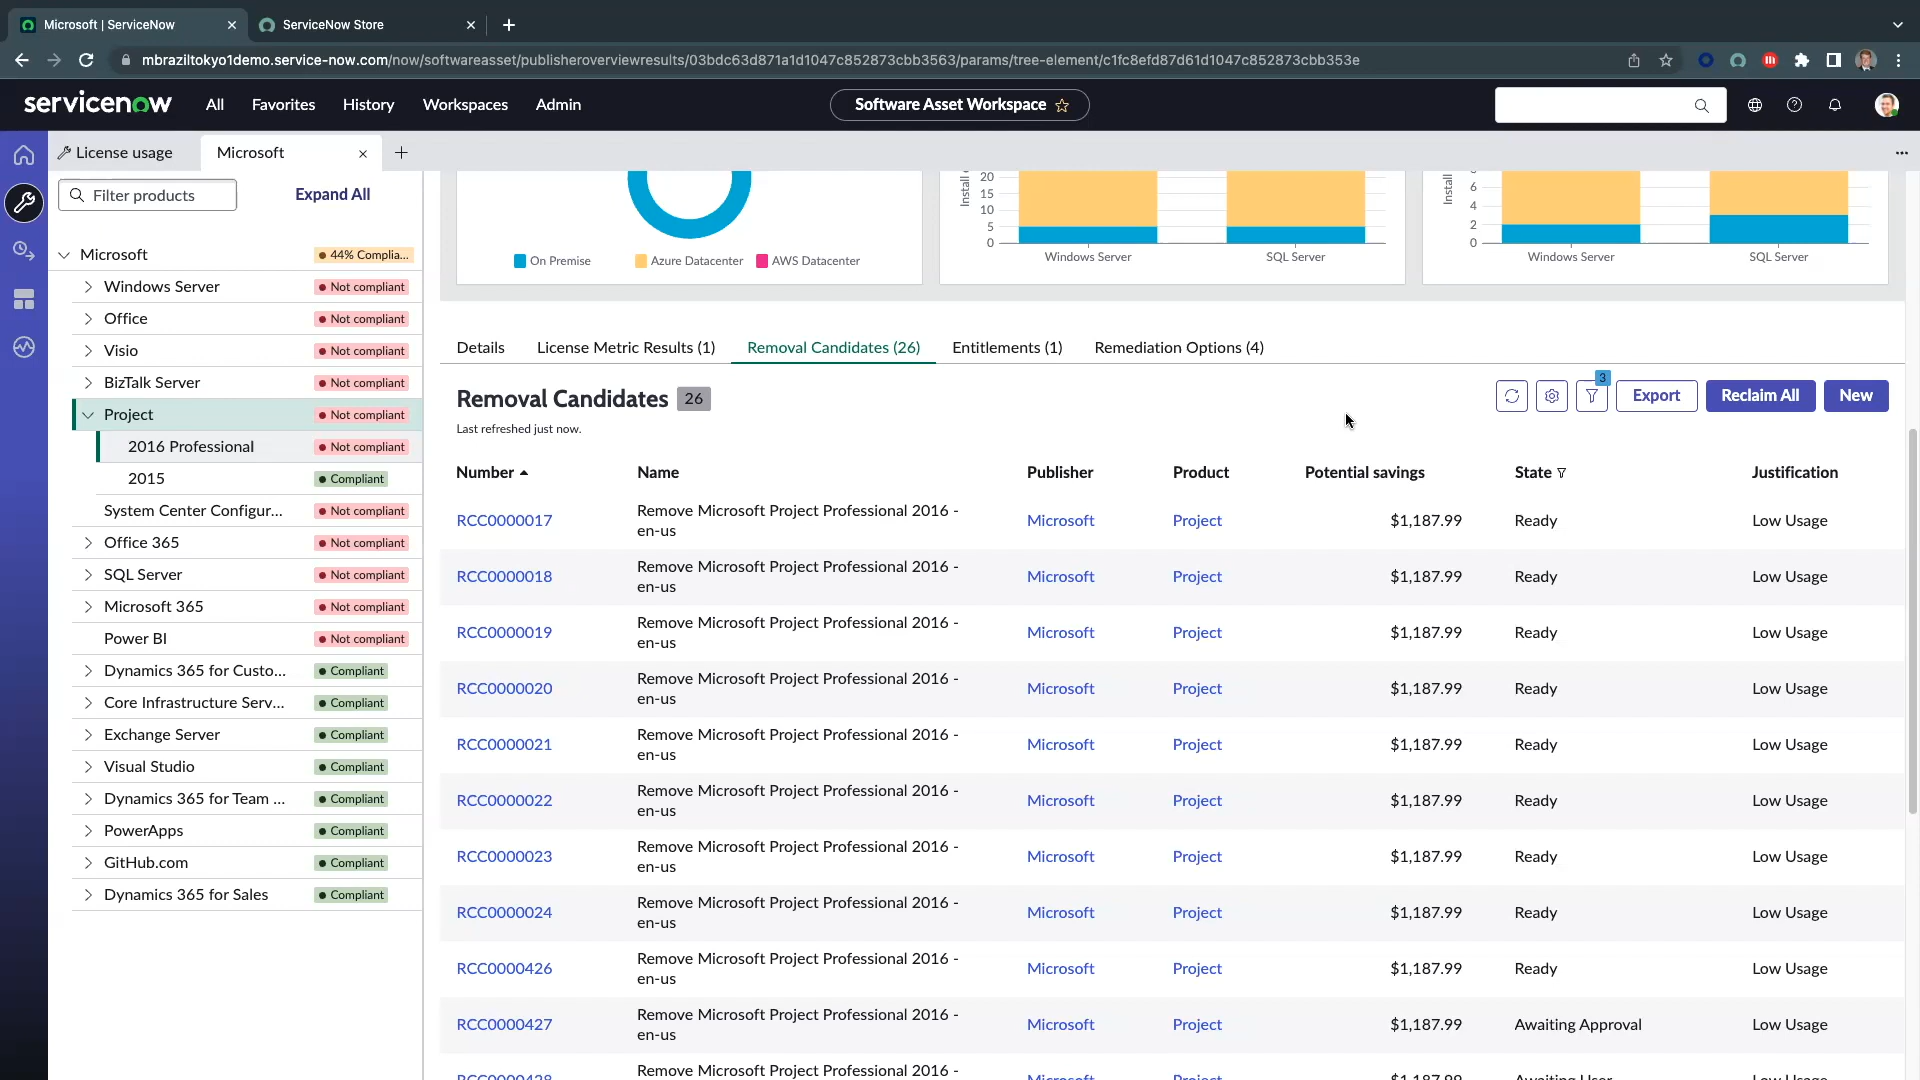 Microsoft | ServiceNow
ServiceNow Store
mbraziltokyo1demo.service-now.com/now/softwareasset/publisheroverviewresults/03bdc63d871a1d1047c852873cbb3563/params/tree-element/c1fc8efd87d61d1047c852873cbb353e
servicenow
All
Favorites
History
Workspaces
Admin
Software Asset Workspace
License usage
Microsoft
Filter products
Expand All
Microsoft
44% Complia...
Windows Server
Not compliant
Office
Not compliant
Visio
Not compliant
BizTalk Server
Not compliant
Project
Not compliant
2016 Professional
Not compliant
2015
Compliant
System Center Configur...
Not compliant
Office 365
Not compliant
SQL Server
Not compliant
Microsoft 365
Not compliant
Power BI
Not compliant
Dynamics 365 for Custo...
Compliant
Core Infrastructure Serv...
Compliant
Exchange Server
Compliant
Visual Studio
Compliant
Dynamics 365 for Team ...
Compliant
PowerApps
Compliant
GitHub.com
Compliant
Dynamics 365 for Sales
Compliant
On Premise
Azure Datacenter
AWS Datacenter
Install
20
15
10
5
0
Windows Server
SQL Server
Install
6
4
2
0
Windows Server
SQL Server
Details
License Metric Results (1)
Removal Candidates (26)
Entitlements (1)
Remediation Options (4)
Removal Candidates 26
Last refreshed just now.
3
Export
Reclaim All
New
Number
Name
Publisher
Product
Potential savings
State
Justification
RCC0000017
Remove Microsoft Project Professional 2016 -
en-us
Microsoft
Project
$1,187.99
Ready
Low Usage
RCC0000018
Remove Microsoft Project Professional 2016 -
en-us
Microsoft
Project
$1,187.99
Ready
Low Usage
RCC0000019
Remove Microsoft Project Professional 2016 -
en-us
Microsoft
Project
$1,187.99
Ready
Low Usage
RCC0000020
Remove Microsoft Project Professional 2016 -
en-us
Microsoft
Project
$1,187.99
Ready
Low Usage
RCC0000021
Remove Microsoft Project Professional 2016 -
en-us
Microsoft
Project
$1,187.99
Ready
Low Usage
RCC0000022
Remove Microsoft Project Professional 2016 -
en-us
Microsoft
Project
$1,187.99
Ready
Low Usage
RCC0000023
Remove Microsoft Project Professional 2016 -
en-us
Microsoft
Project
$1,187.99
Ready
Low Usage
RCC0000024
Remove Microsoft Project Professional 2016 -
en-us
Microsoft
Project
$1,187.99
Ready
Low Usage
RCC0000426
Remove Microsoft Project Professional 2016 -
en-us
Microsoft
Project
$1,187.99
Ready
Low Usage
RCC0000427
Remove Microsoft Project Professional 2016 -
en-us
Microsoft
Project
$1,187.99
Awaiting Approval
Low Usage
RCC0000428
Remove Microsoft Project Professional 2016 -
Microsoft
Project
$1,187.99
Awaiting User
Low Usage